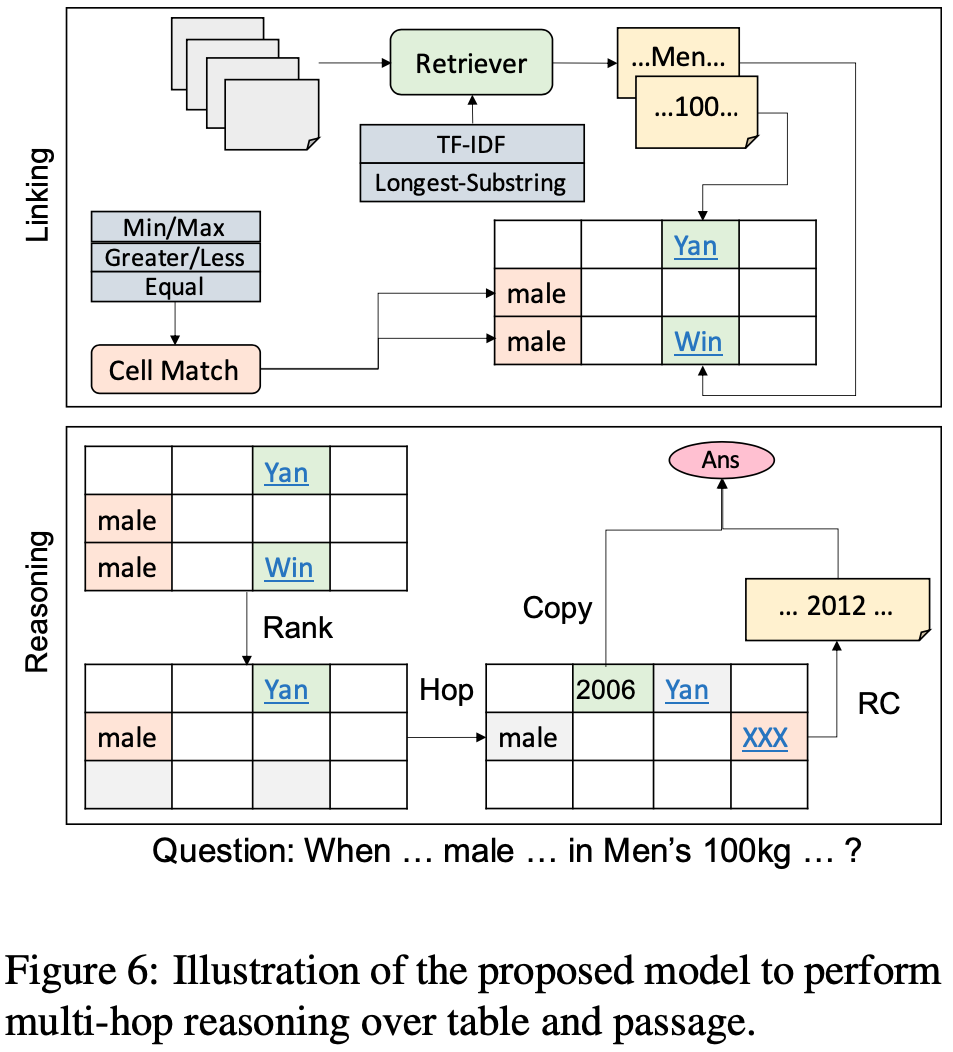 Linking
Retriever
...Men...
...100...
TF-IDF
Longest-Substring
Min/Max
Greater/Less
Equal
Cell Match
Yan
male
male
Win
Reasoning
Yan
male
male
Win
Rank
Yan
male
Hop
2006
Yan
male
XXX
Copy
Ans
... 2012 ...
RC
Question: When … male … in Men’s 100kg … ?
Figure 6: Illustration of the proposed model to perform
multi-hop reasoning over table and passage.